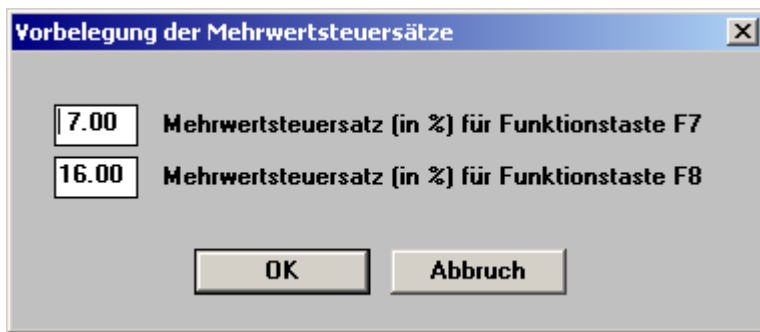 Vorbelegung der Mehrwertsteuersätze
7.00 Mehrwertsteuersatz (in %) für Funktionstaste F7
16.00 Mehrwertsteuersatz (in %) für Funktionstaste F8
OK Abbruch